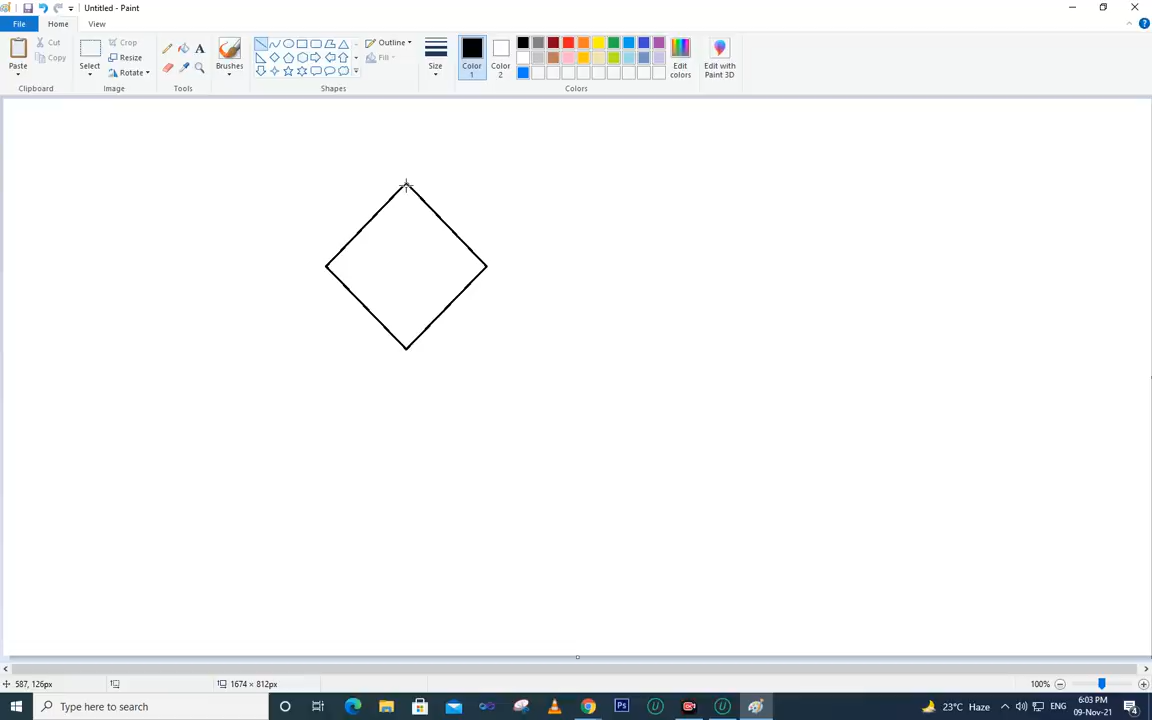 Untitled - Paint
File Home View
Paste
Cut
Copy
Clipboard
Select
Crop
Resize
Rotate
Image
A
Tools
Brushes
Shapes
Outline
Fill
Size
Color 1
Color 2
Colors
Edit colors
Edit with Paint 3D
587, 126px
1674 × 812px
100%
Type here to search
Ps
23°C Haze
ENG
6:03 PM
09-Nov-21
4